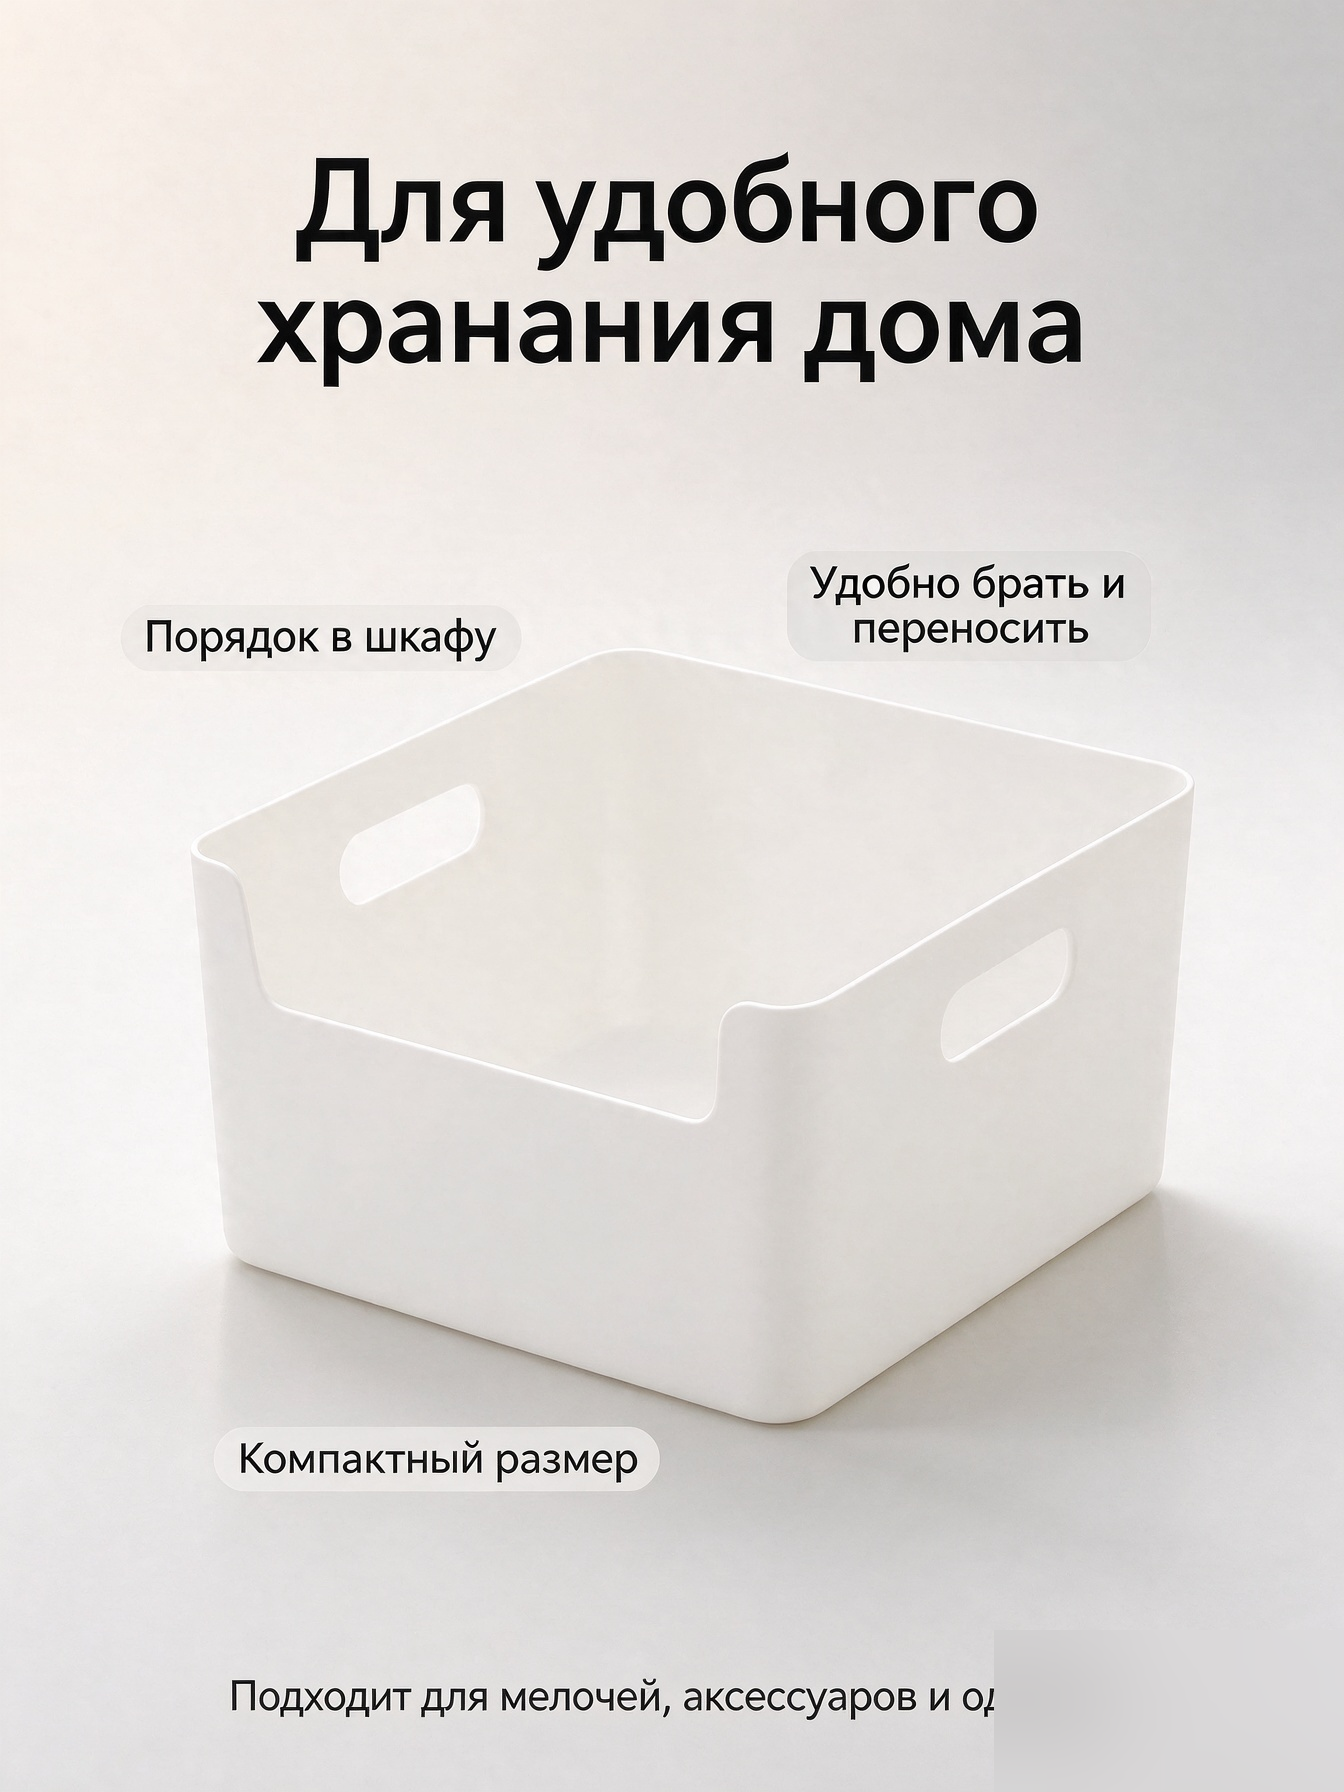 Для удобного
хранания дома
Порядок в шкафу
Удобно брать и
переносить
Компактный размер
Подходит для мелочей, аксессуаров и